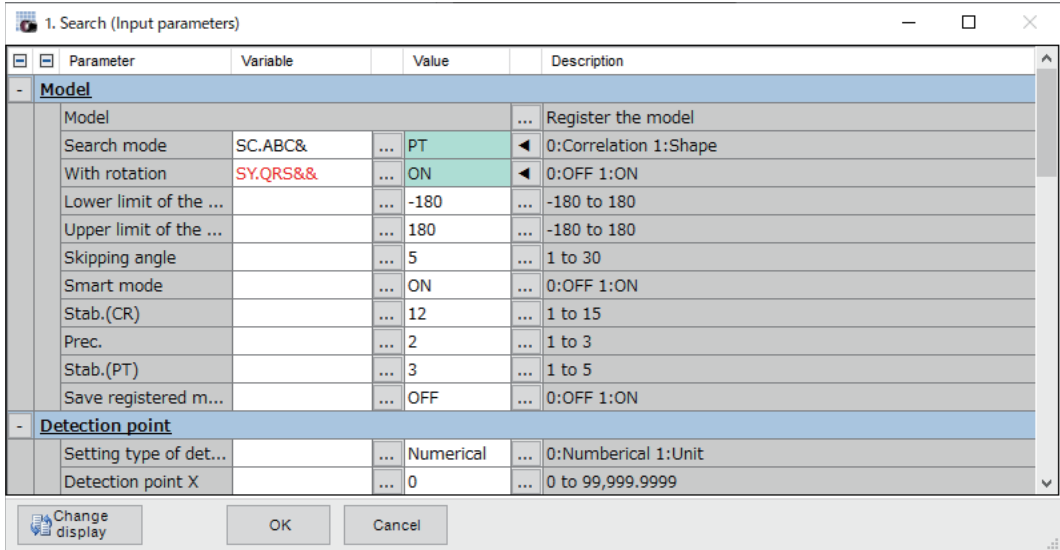 1. Search (Input parameters)
Parameter Variable Value Description
- Model
Model ... Register the model
Search mode SC.ABC& ... PT ◄ 0:Correlation 1:Shape
With rotation SY.QRS&& ... ON ◄ 0:OFF 1:ON
Lower limit of the ... ... -180 ... -180 to 180
Upper limit of the ... ... 180 ... -180 to 180
Skipping angle ... 5 ... 1 to 30
Smart mode ... ON ... 0:OFF 1:ON
Stab.(CR) ... 12 ... 1 to 15
Prec. ... 2 ... 1 to 3
Stab.(PT) ... 3 ... 1 to 5
Save registered m... ... OFF ... 0:OFF 1:ON
- Detection point
Setting type of det... ... Numerical ... 0:Numberical 1:Unit
Detection point X ... 0 ... 0 to 99,999.9999
Change
display
OK Cancel